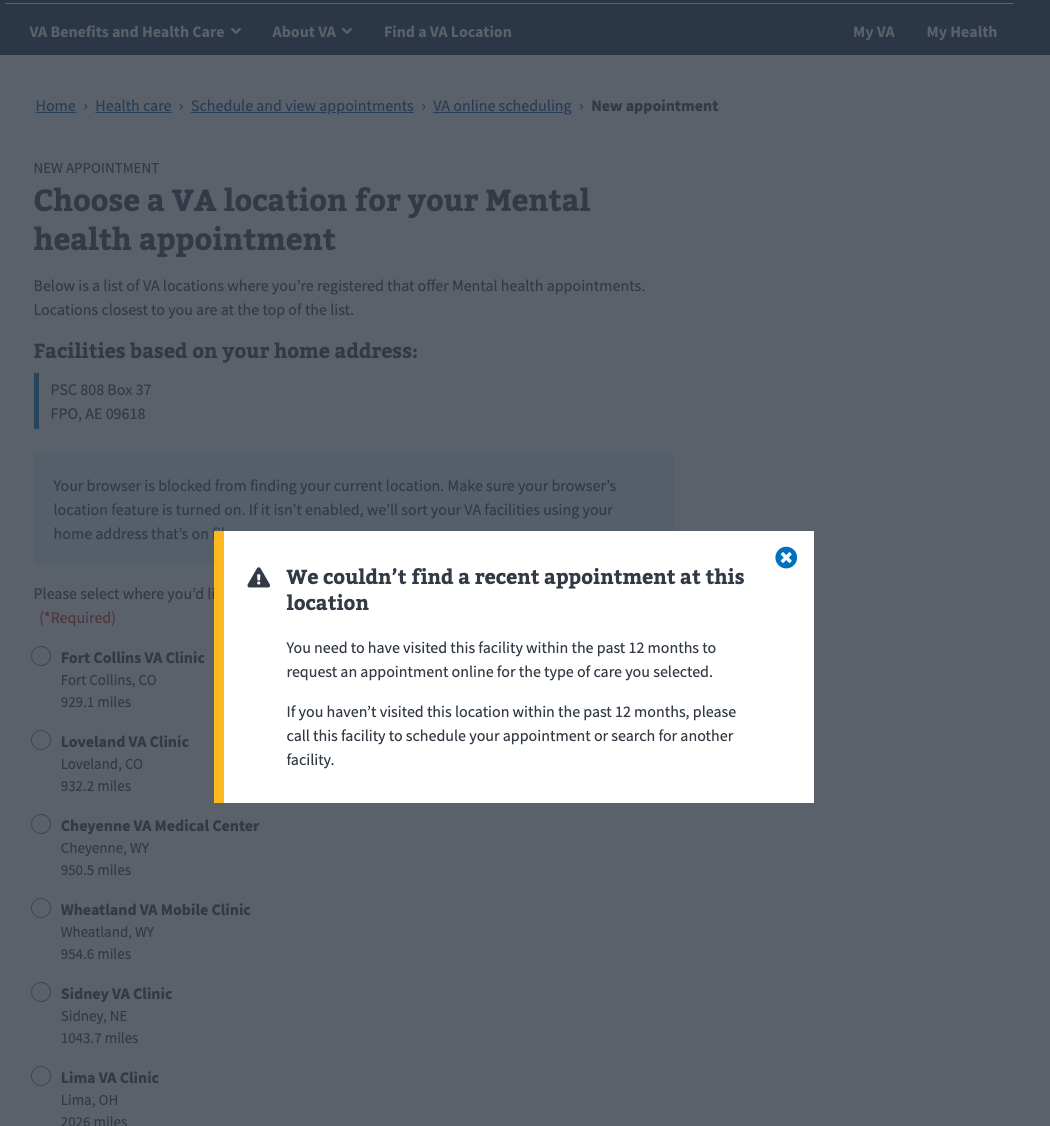 VA Benefits and Health Care About VA Find a VA Location My VA My Health
Home › Health care › Schedule and view appointments › VA online scheduling › New appointment
NEW APPOINTMENT
Choose a VA location for your Mental
health appointment
Below is a list of VA locations where you’re registered that offer Mental health appointments.
Locations closest to you are at the top of the list.
Facilities based on your home address:
PSC 808 Box 37
FPO, AE 09618
Your browser is blocked from finding your current location. Make sure your browser’s
location feature is turned on. If it isn’t enabled, we’ll sort your VA facilities using your
home address that’s on
Please select where you’d
(*Required)
We couldn’t find a recent appointment at this
location
You need to have visited this facility within the past 12 months to
request an appointment online for the type of care you selected.
If you haven’t visited this location within the past 12 months, please
call this facility to schedule your appointment or search for another
facility.
Fort Collins VA Clinic
Fort Collins, CO
929.1 miles
Loveland VA Clinic
Loveland, CO
932.2 miles
Cheyenne VA Medical Center
Cheyenne, WY
950.5 miles
Wheatland VA Mobile Clinic
Wheatland, WY
954.6 miles
Sidney VA Clinic
Sidney, NE
1043.7 miles
Lima VA Clinic
Lima, OH
2026 miles